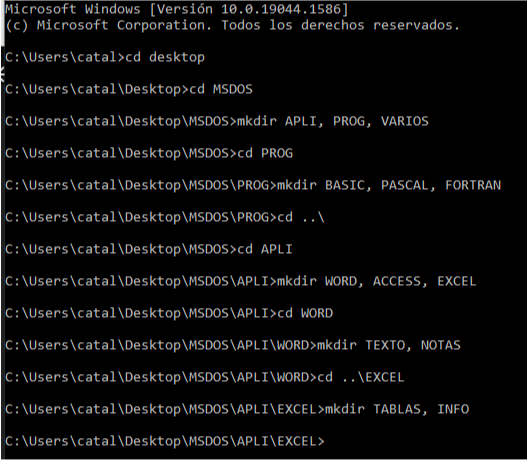 Microsoft Windows [Versión 10.0.19044.1586]
(c) Microsoft Corporation. Todos los derechos reservados.
C:\Users\catal>cd desktop
C:\Users\catal\Desktop>cd MSDOS
C:\Users\catal\Desktop\MSDOS>mkdir APLI, PROG, VARIOS
C:\Users\catal\Desktop\MSDOS>cd PROG
C:\Users\catal\Desktop\MSDOS\PROG>mkdir BASIC, PASCAL, FORTRAN
C:\Users\catal\Desktop\MSDOS\PROG>cd ..\
C:\Users\catal\Desktop\MSDOS>cd APLI
C:\Users\catal\Desktop\MSDOS\APLI>mkdir WORD, ACCESS, EXCEL
C:\Users\catal\Desktop\MSDOS\APLI>cd WORD
C:\Users\catal\Desktop\MSDOS\APLI\WORD>mkdir TEXTO, NOTAS
C:\Users\catal\Desktop\MSDOS\APLI\WORD>cd ..\EXCEL
C:\Users\catal\Desktop\MSDOS\APLI\EXCEL>mkdir TABLAS, INFO
C:\Users\catal\Desktop\MSDOS\APLI\EXCEL>